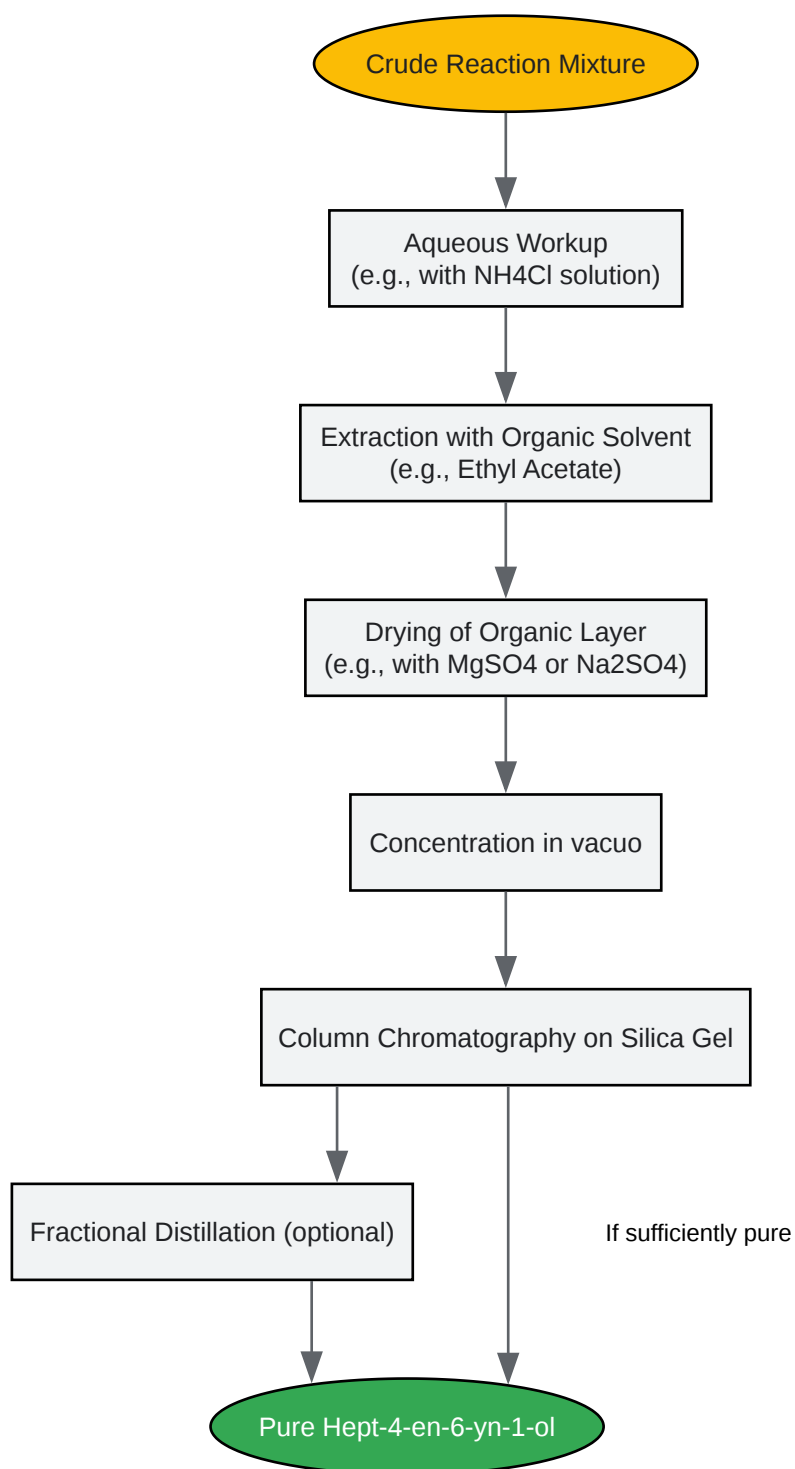 Crude Reaction Mixture
Aqueous Workup
(e.g., with NH4Cl solution)
Extraction with Organic Solvent
(e.g., Ethyl Acetate)
Drying of Organic Layer
(e.g., with MgSO4 or Na2SO4)
Concentration in vacuo
Column Chromatography on Silica Gel
Fractional Distillation (optional)
If sufficiently pure
Pure Hept-4-en-6-yn-1-ol